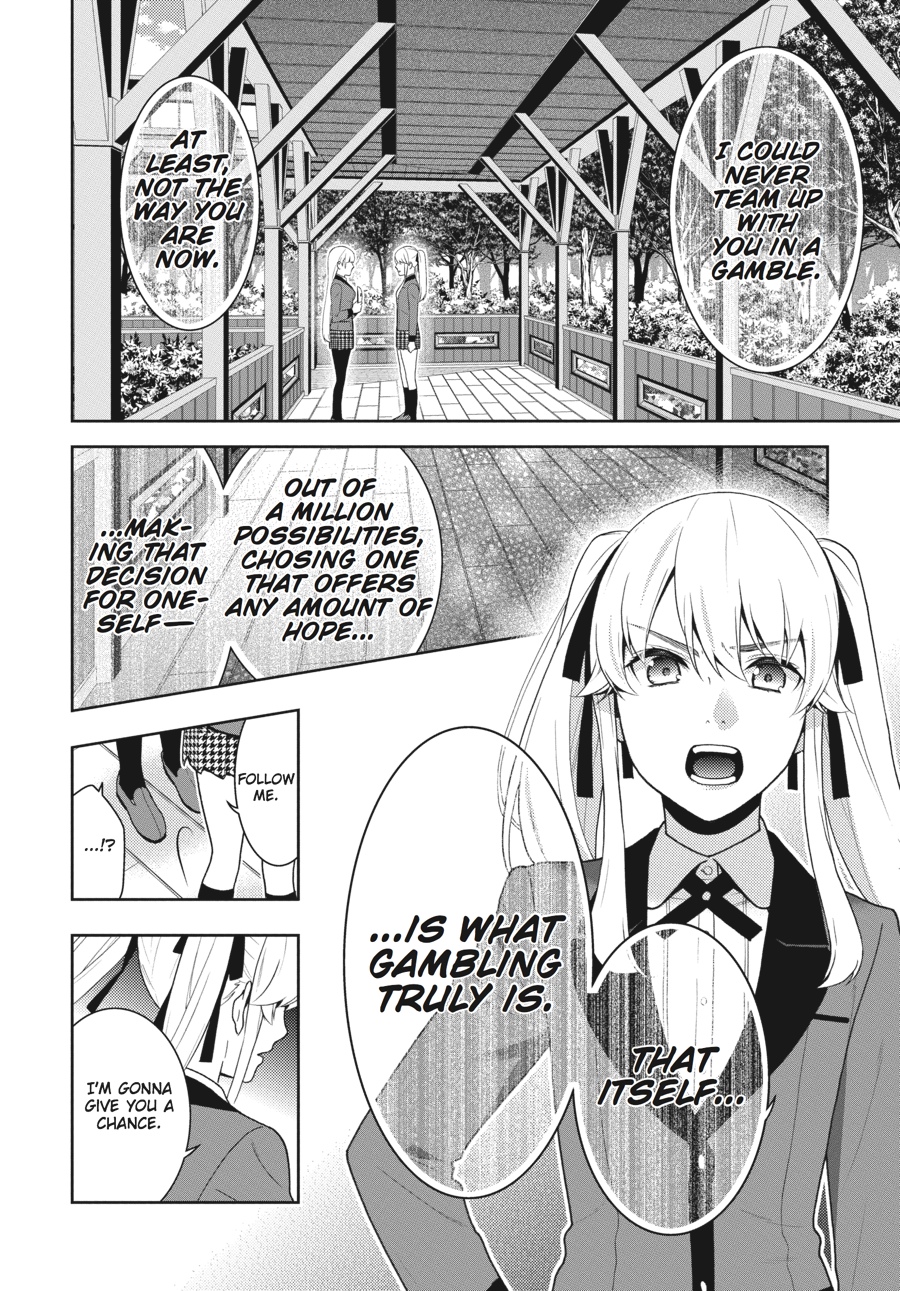 I COULD
NEVER
TEAM UP
WITH
YOU IN A
GAMBLE.
AT
LEAST,
NOT THE
WAY YOU
ARE
NOW.
OUT OF
A MILLION
POSSIBILITIES,
CHOSING ONE
THAT OFFERS
ANY AMOUNT OF
HOPE...
...MAK-
ING THAT
DECISION
FOR ONE-
SELF—
THAT
ITSELF...
...IS WHAT
GAMBLING
TRULY IS.
FOLLOW
ME.
...!?
I'M GONNA
GIVE YOU A
CHANCE.